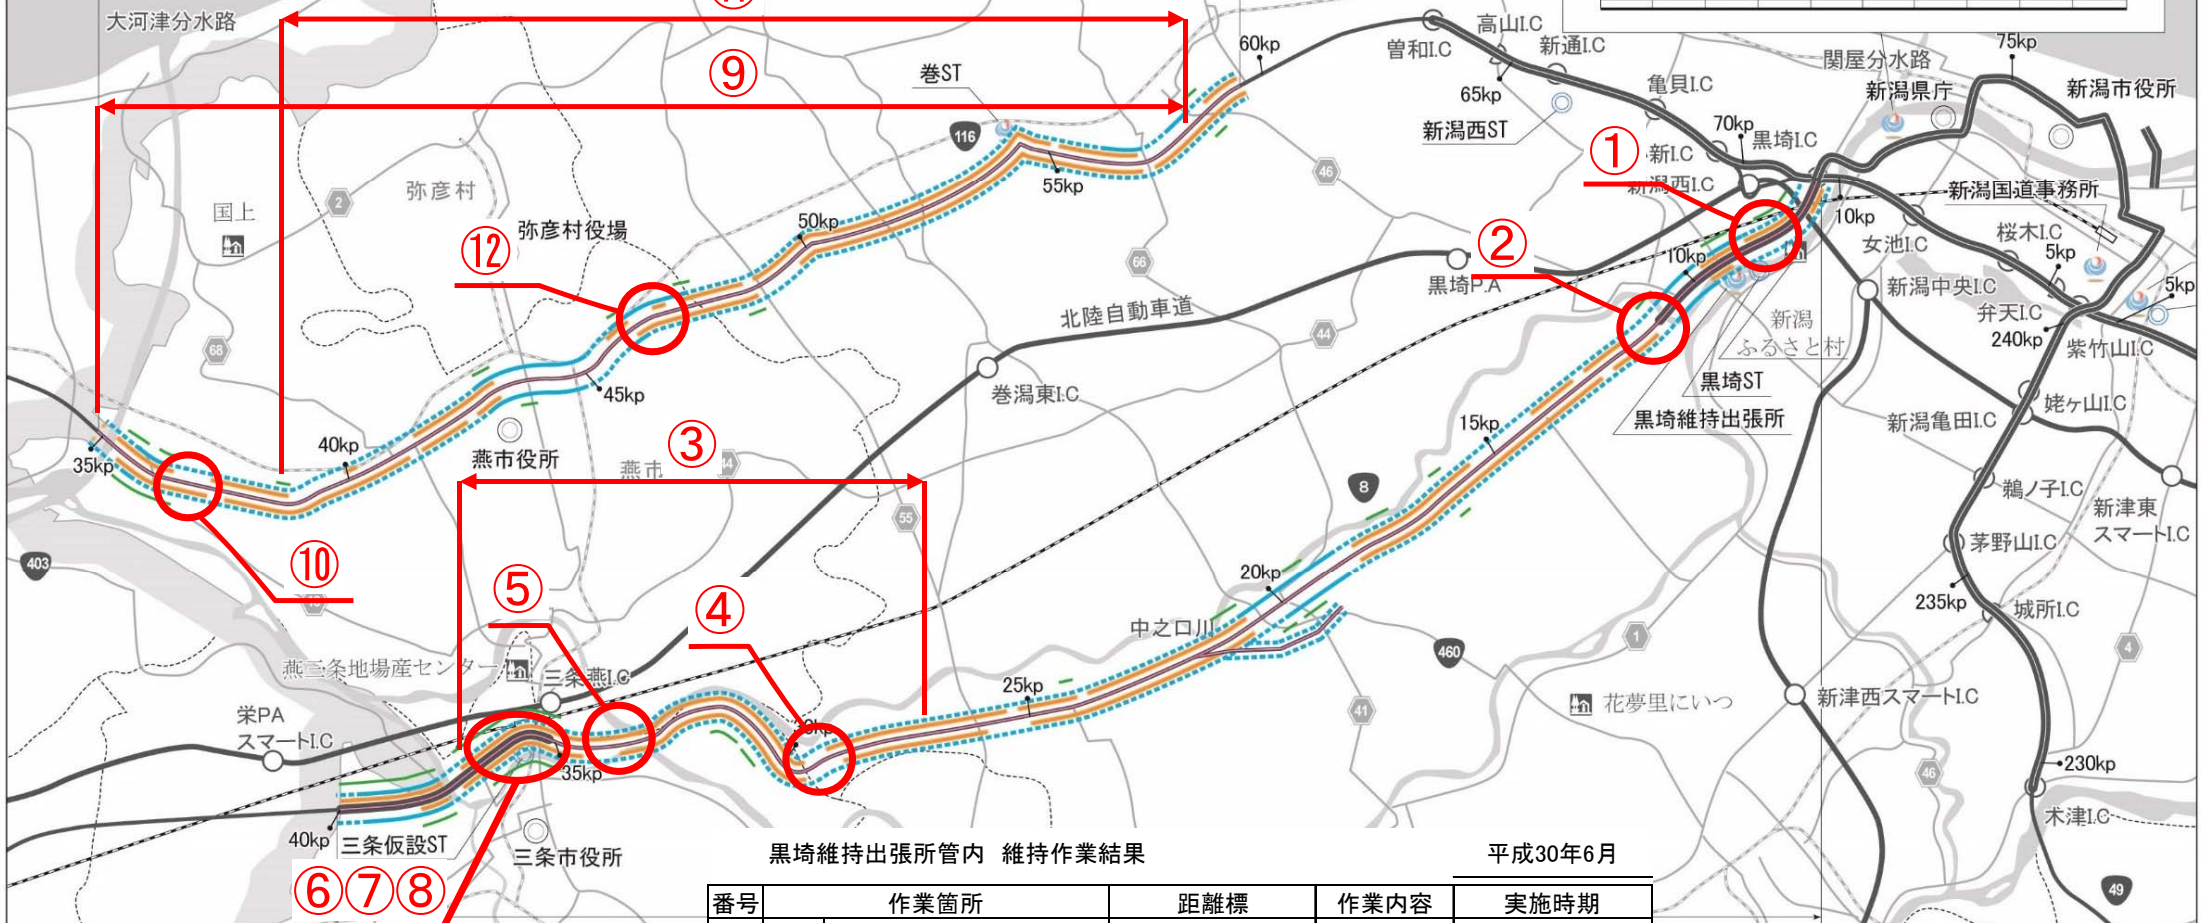 大河津分水路
⑨
巻ST
60kp
高山I.C
曽和I.C
新通I.C
65kp
亀貝I.C
新潟西ST
関屋分水路
75kp
新潟県庁
新潟市役所
70kp
黒埼I.C
①
新I.C
新潟西I.C
新潟国道事務所
10kp
女池I.C
桜木I.C
5kp
116
55kp
46
弥彦村
2
国上
弥彦村役場
50kp
⑫
66
②
10kp
黒埼P.A
新潟中央I.C
弁天I.C
5kp
240kp
紫竹山I.C
北陸自動車道
44
新潟
ふるさと村
黒埼ST
黒埼維持出張所
68
45kp
巻潟東I.C
姥ヶ山I.C
新潟亀田I.C
15kp
40kp
35kp
燕市役所
燕市
③
8
55
鵜ノ子I.C
新津東
スマートI.C
茅野山I.C
403
⑩
⑤
④
20kp
235kp
城所I.C
中之口川
460
1
4
燕三条地場産センター
三条燕I.C
25kp
41
花夢里にいつ
新津西スマートI.C
栄PA
スマートI.C
35kp
46
230kp
古津I.C
40kp
三条仮設ST
三条市役所
⑥⑦⑧
49
黒埼維持出張所管内 維持作業結果
平成30年6月
番号 作業箇所 距離標 作業内容 実施時期